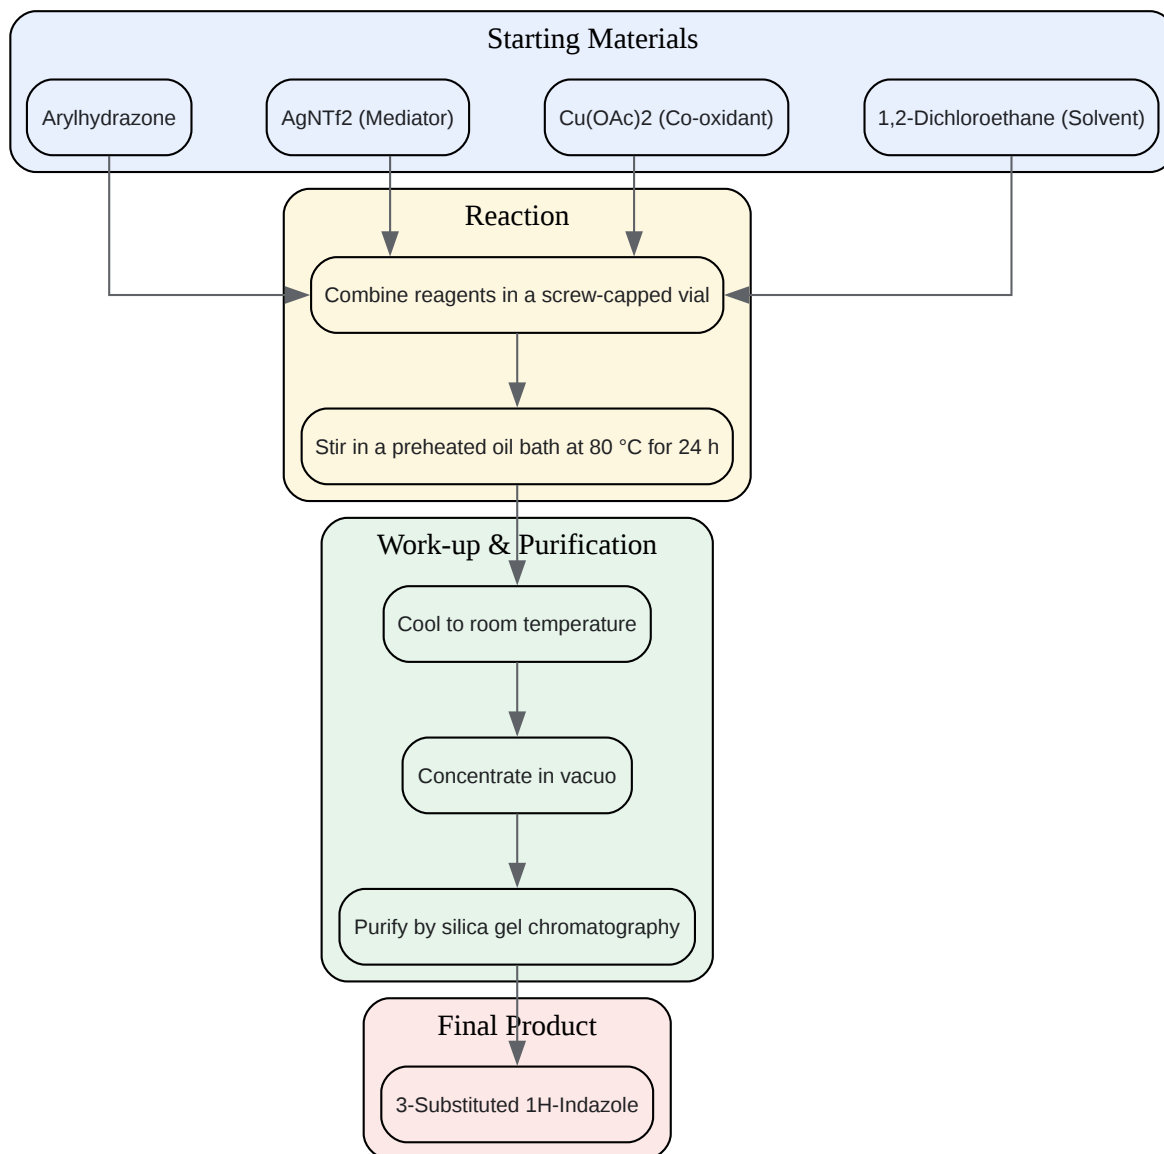 Starting Materials
Arylhydrazone
AgNTf2 (Mediator)
Cu(OAc)2 (Co-oxidant)
1,2-Dichloroethane (Solvent)
Reaction
Combine reagents in a screw-capped vial
Stir in a preheated oil bath at 80 °C for 24 h
Work-up & Purification
Cool to room temperature
Concentrate in vacuo
Purify by silica gel chromatography
Final Product
3-Substituted 1H-Indazole